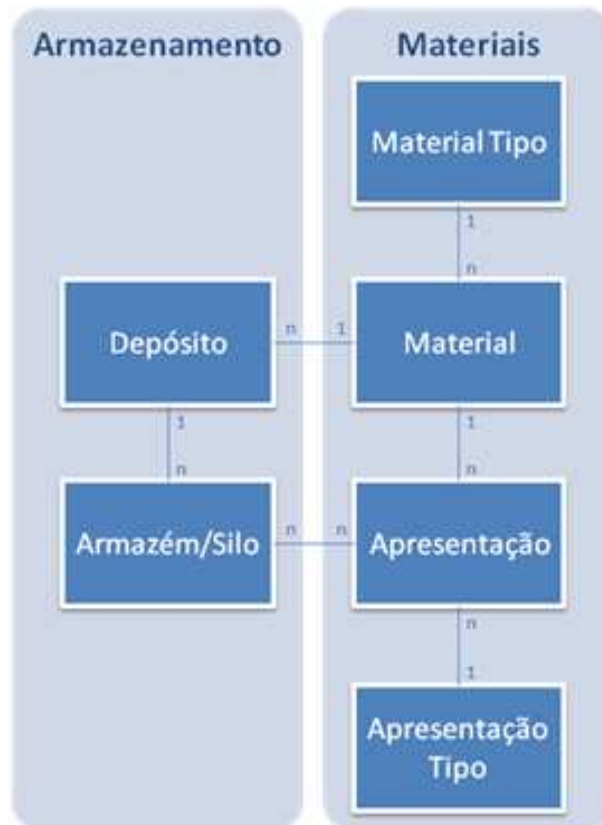 Armazenamento
Materiais
Material Tipo
1
n
Depósito
n
1
Material
1
n
1
n
Armazém/Silo
n
n
Apresentação
n
1
Apresentação
Tipo